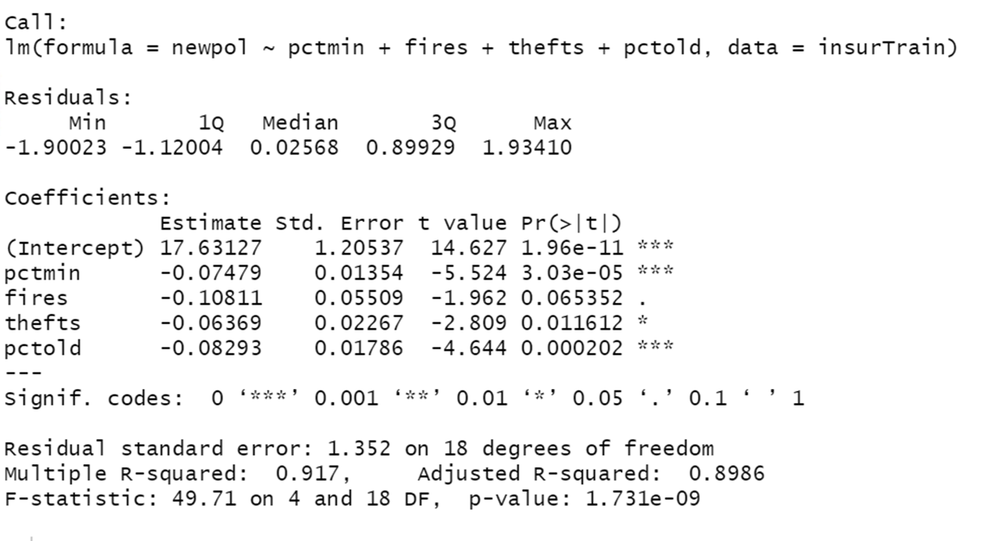 Call:
lm(formula = newpol ~ pctmin + fires + thefts + pctold, data = insurTrain)
Residuals:
Min 1Q Median 3Q Max
-1.90023 -1.12004 0.02568 0.89929 1.93410
Coefficients:
Estimate Std. Error t value Pr(>|t|)
(Intercept) 17.63127 1.20537 14.627 1.96e-11 ***
pctmin -0.07479 0.01354 -5.524 3.03e-05 ***
fires -0.10811 0.05509 -1.962 0.065352 .
thefts -0.06369 0.02267 -2.809 0.011612 *
pctold -0.08293 0.01786 -4.644 0.000202 ***
---
Signif. codes: 0 ‘***’ 0.001 ‘**’ 0.01 ‘*’ 0.05 ‘.’ 0.1 ‘ ’ 1
Residual standard error: 1.352 on 18 degrees of freedom
Multiple R-squared: 0.917, Adjusted R-squared: 0.8986
F-statistic: 49.71 on 4 and 18 DF, p-value: 1.731e-09